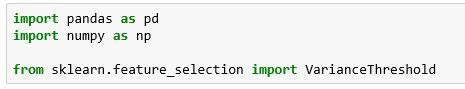 import pandas as pd
import numpy as np
from sklearn.feature_selection import VarianceThreshold